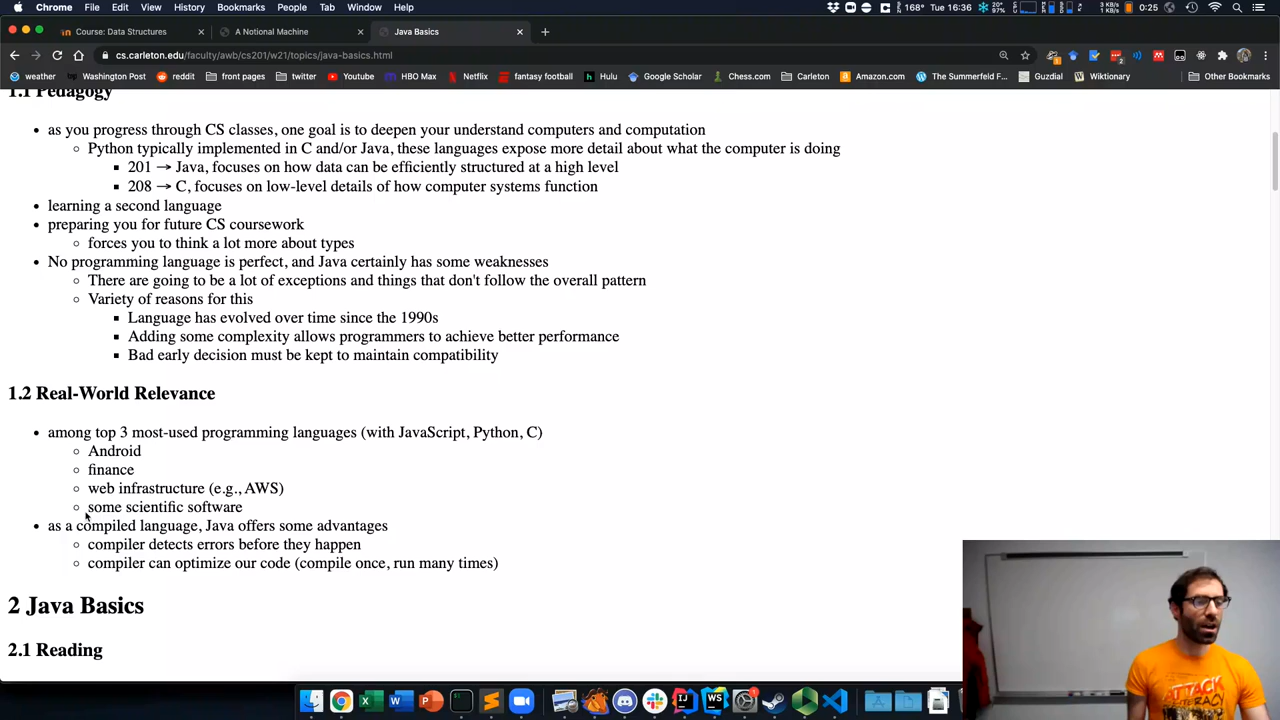 Chrome File Edit View History Bookmarks People Tab Window Help
168° Tue 16:36 20° 97% 3 KB/s 1 KB/s 0:25
Course: Data Structures
A Notional Machine
Java Basics
cs.carleton.edu/faculty/awb/cs201/w21/topics/java-basics.html
weather Washington Post reddit front pages twitter Youtube HBO Max Netflix fantasy football Hulu Google Scholar Chess.com Carleton Amazon.com The Summerfeld F... Guzdial Wiktionary Other Bookmarks
1.1 Pedagogy
as you progress through CS classes, one goal is to deepen your understand computers and computation
Python typically implemented in C and/or Java, these languages expose more detail about what the computer is doing
201 → Java, focuses on how data can be efficiently structured at a high level
208 → C, focuses on low-level details of how computer systems function
learning a second language
preparing you for future CS coursework
forces you to think a lot more about types
No programming language is perfect, and Java certainly has some weaknesses
There are going to be a lot of exceptions and things that don't follow the overall pattern
Variety of reasons for this
Language has evolved over time since the 1990s
Adding some complexity allows programmers to achieve better performance
Bad early decision must be kept to maintain compatibility
1.2 Real-World Relevance
among top 3 most-used programming languages (with JavaScript, Python, C)
Android
finance
web infrastructure (e.g., AWS)
some scientific software
as a compiled language, Java offers some advantages
compiler detects errors before they happen
compiler can optimize our code (compile once, run many times)
2 Java Basics
2.1 Reading
ATTACK